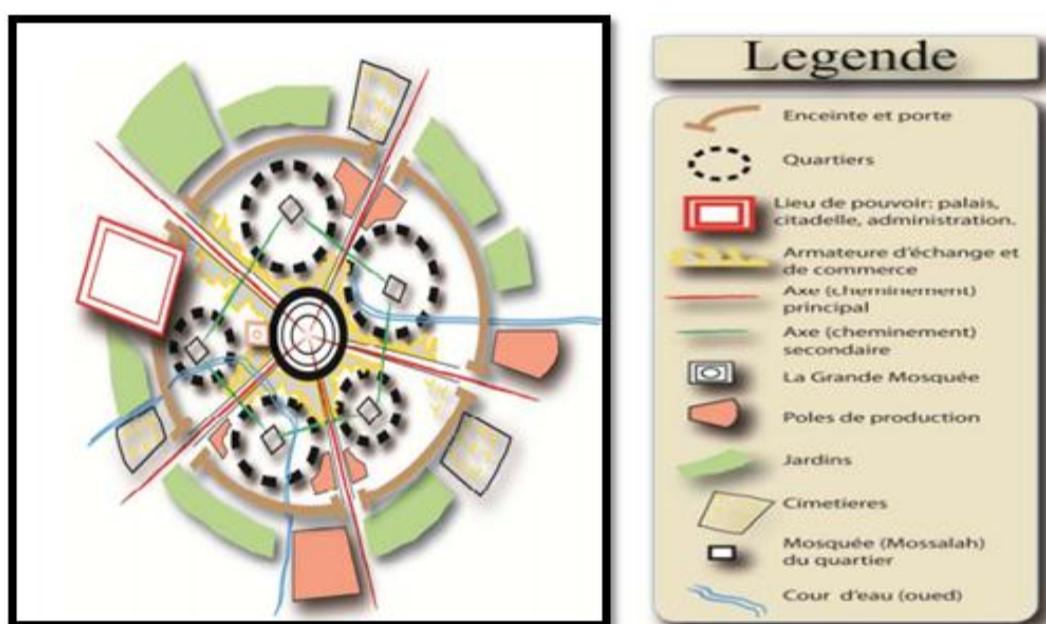 Legende
Enceinte et porte
Quartiers
Lieu de pouvoir: palais,
citadelle, administration.
Armateure d'échange et
de commerce
Axe (cheminement)
principal
Axe (cheminement)
secondaire
La Grande Mosquée
Poles de production
Jardins
Cimetieres
Mosquée (Mossalah)
du quartier
Cour d'eau (oued)